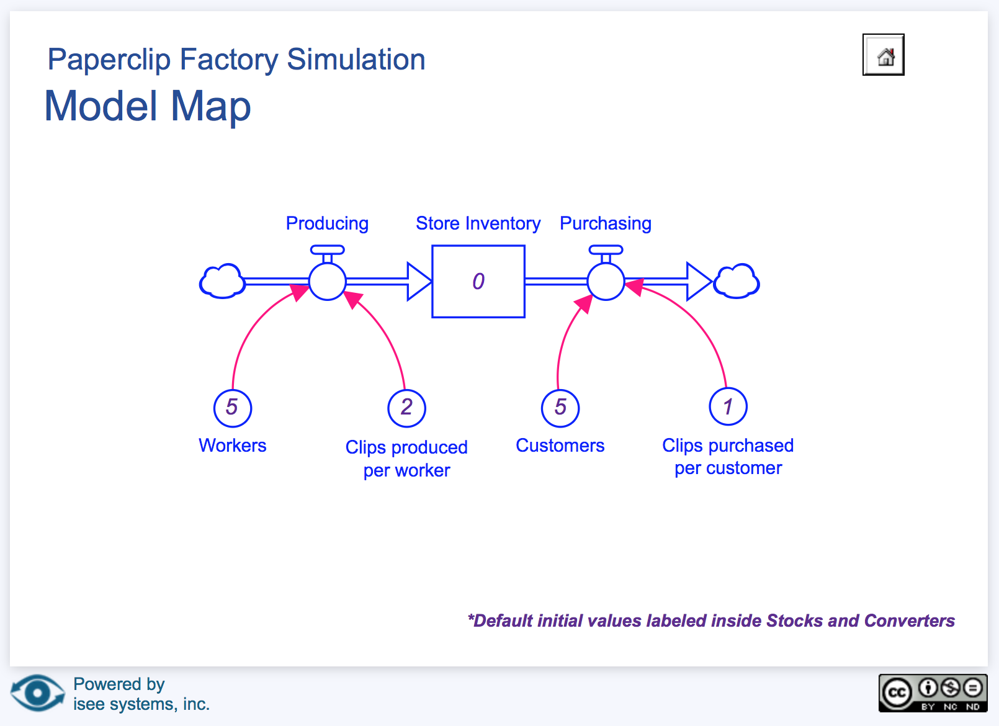 Paperclip Factory Simulation
Model Map
Producing
Store Inventory
Purchasing
0
5
2
5
1
Workers
Clips produced
per worker
Customers
Clips purchased
per customer
*Default initial values labeled inside Stocks and Converters
Powered by
isee systems, inc.
cc
BY NC ND